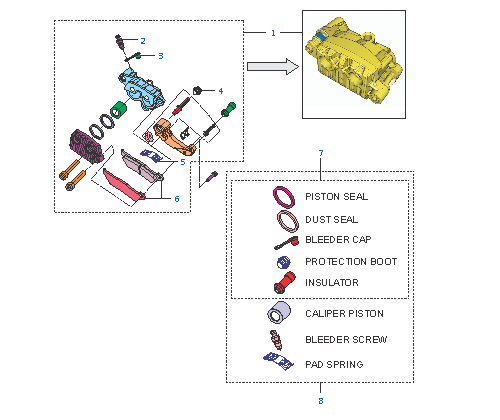 1
2
3
4
5
6
7
PISTON SEAL
DUST SEAL
BLEEDER CAP
PROTECTION BOOT
INSULATOR
CALIPER PISTON
BLEEDER SCREW
PAD SPRING
8